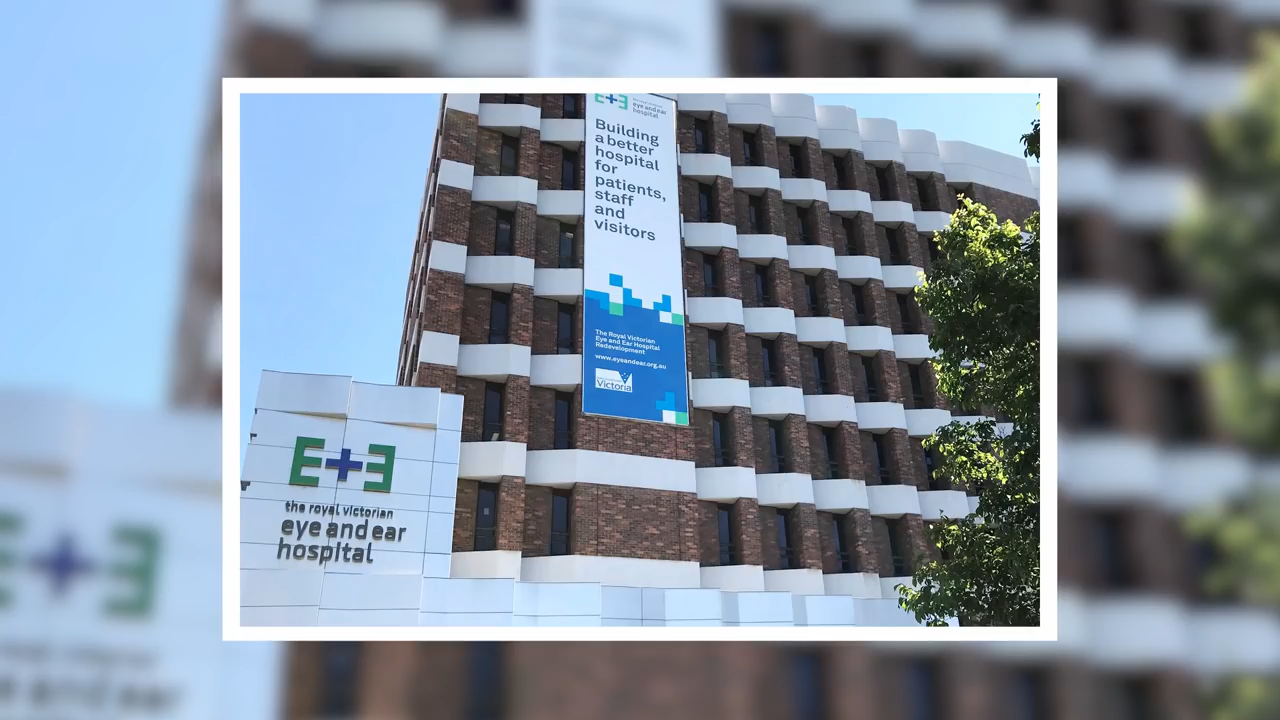 E+E
eye and ear
hospital
Building
a better
hospital
for
patients,
staff
and
visitors
The Royal Victorian
Eye and Ear Hospital
Redevelopment
www.eyeandear.org.au
Victoria
E+E
the royal victorian
eye and ear
hospital